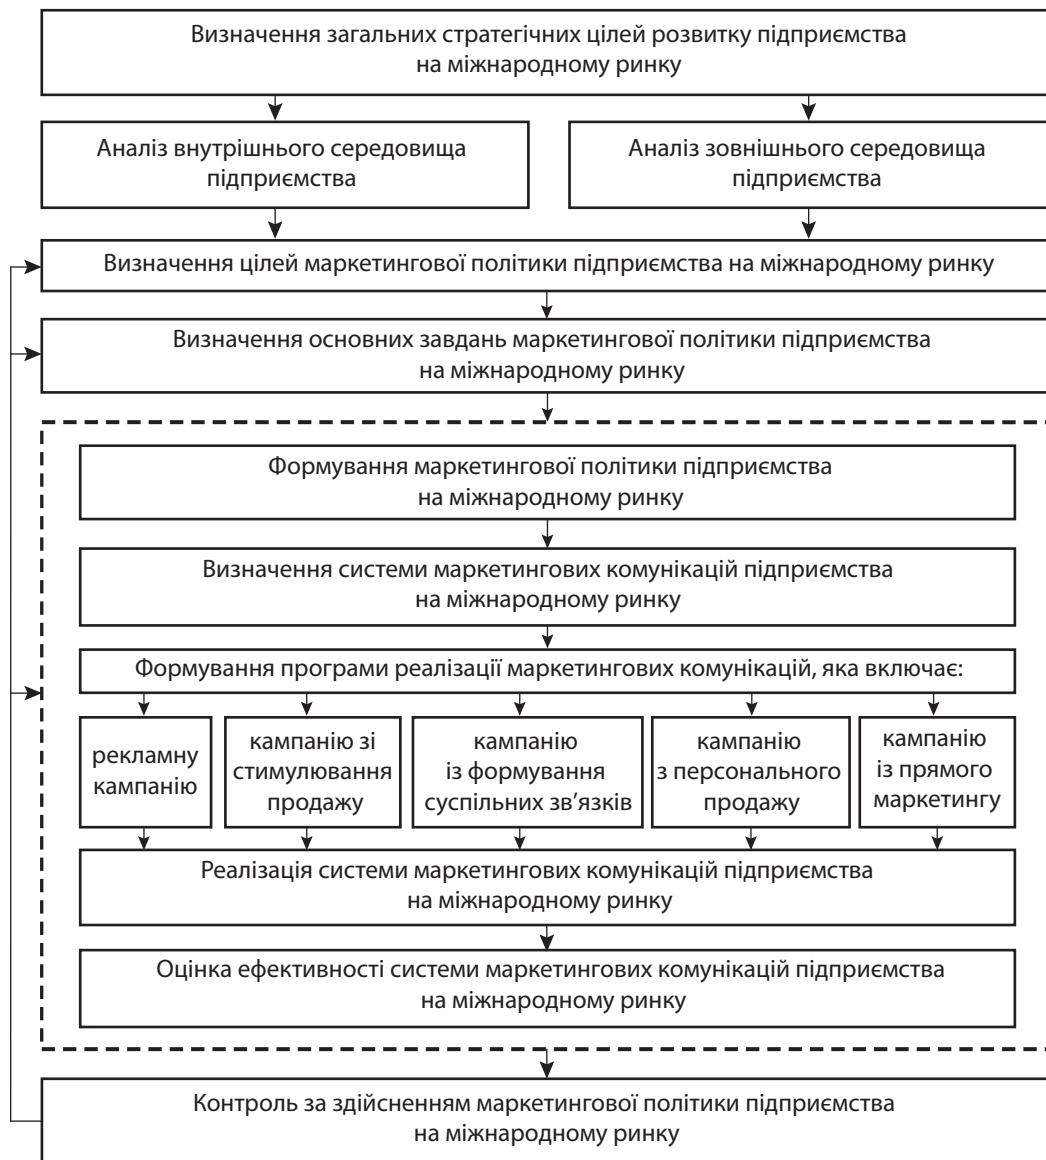 Визначення загальних стратегічних цілей розвитку підприємства
на міжнародному ринку
Аналіз внутрішнього середовища
підприємства
Аналіз зовнішнього середовища
підприємства
Визначення цілей маркетингової політики підприємства на міжнародному ринку
Визначення основних завдань маркетингової політики підприємства
на міжнародному ринку
Формування маркетингової політики підприємства
на міжнародному ринку
Визначення системи маркетингових комунікацій підприємства
на міжнародному ринку
Формування програми реалізації маркетингових комунікацій, яка включає:
рекламну
кампанію
кампанію зі
стимулювання
продажу
кампанію
із формування
суспільних зв'язків
кампанію
з персонального
продажу
кампанію
із прямого
маркетингу
Реалізація системи маркетингових комунікацій підприємства
на міжнародному ринку
Оцінка ефективності системи маркетингових комунікацій підприємства
на міжнародному ринку
Контроль за здійсненням маркетингової політики підприємства
на міжнародному ринку